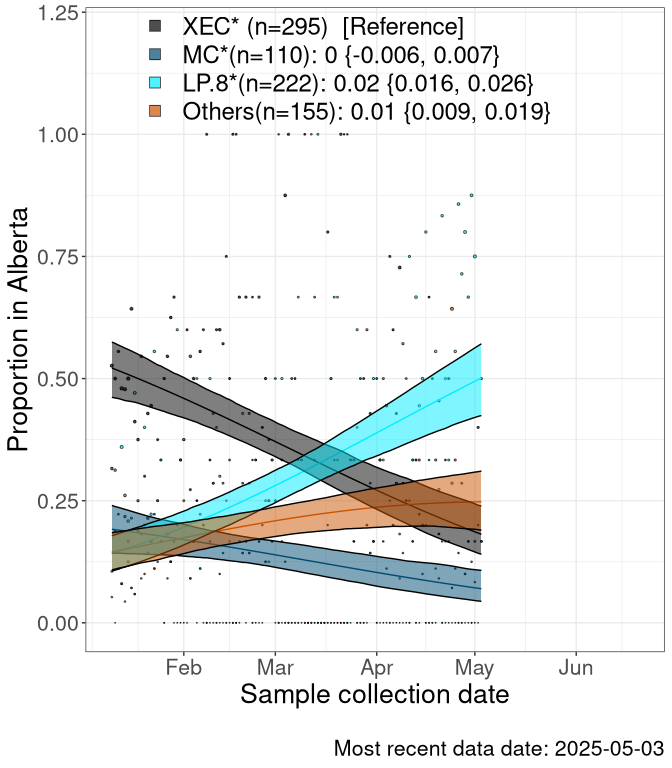 XEC* (n=295)  [Reference]
MC*(n=110): 0 {-0.006, 0.007}
LP.8*(n=222): 0.02 {0.016, 0.026}
Others(n=155): 0.01 {0.009, 0.019}
Proportion in Alberta
1.25
1.00
0.75
0.50
0.25
0.00
Feb Mar Apr May Jun
Sample collection date
Most recent data date: 2025-05-03